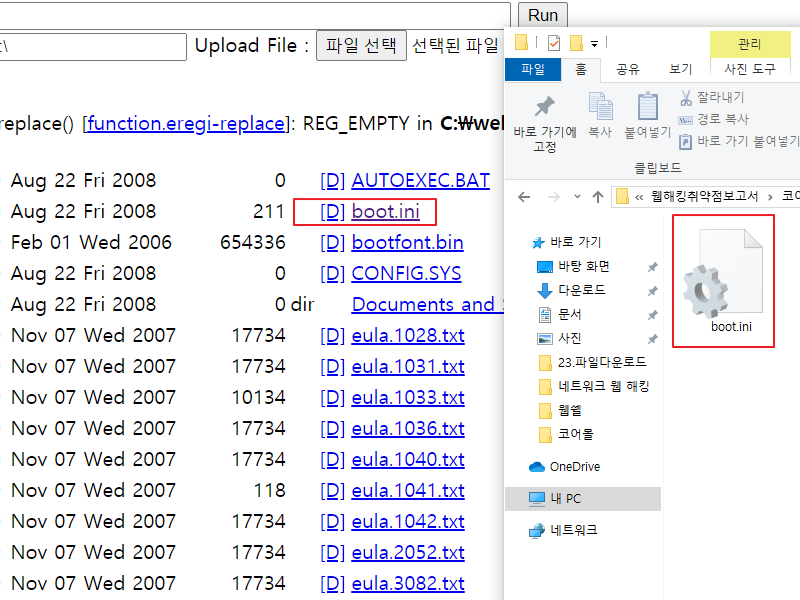 Run
Upload File : 파일 선택 선택된 파일
replace() [function.eregi-replace]: REG_EMPTY in C:₩wel
Aug 22 Fri 2008 0 [D] AUTOEXEC.BAT
Aug 22 Fri 2008 211 [D] boot.ini
Feb 01 Wed 2006 654336 [D] bootfont.bin
Aug 22 Fri 2008 0 [D] CONFIG.SYS
Aug 22 Fri 2008 0 dir Documents and
Nov 07 Wed 2007 17734 [D] eula.1028.txt
Nov 07 Wed 2007 17734 [D] eula.1031.txt
Nov 07 Wed 2007 10134 [D] eula.1033.txt
Nov 07 Wed 2007 17734 [D] eula.1036.txt
Nov 07 Wed 2007 17734 [D] eula.1040.txt
Nov 07 Wed 2007 118 [D] eula.1041.txt
Nov 07 Wed 2007 17734 [D] eula.1042.txt
Nov 07 Wed 2007 17734 [D] eula.2052.txt
Nov 07 Wed 2007 17734 [D] eula.3082.txt
관리
파일 홈 공유 보기 사진 도구
바로 가기에
고정
복사
붙여넣기
잘라내기
경로 복사
바로 가기 붙여넣기
클립보드
« 웹해킹취약점보고서 › 코어
바로 가기
바탕 화면
다운로드
문서
사진
23.파일다운로드
네트워크 웹 해킹
웹쉘
코어몰
OneDrive
내 PC
네트워크
boot.ini